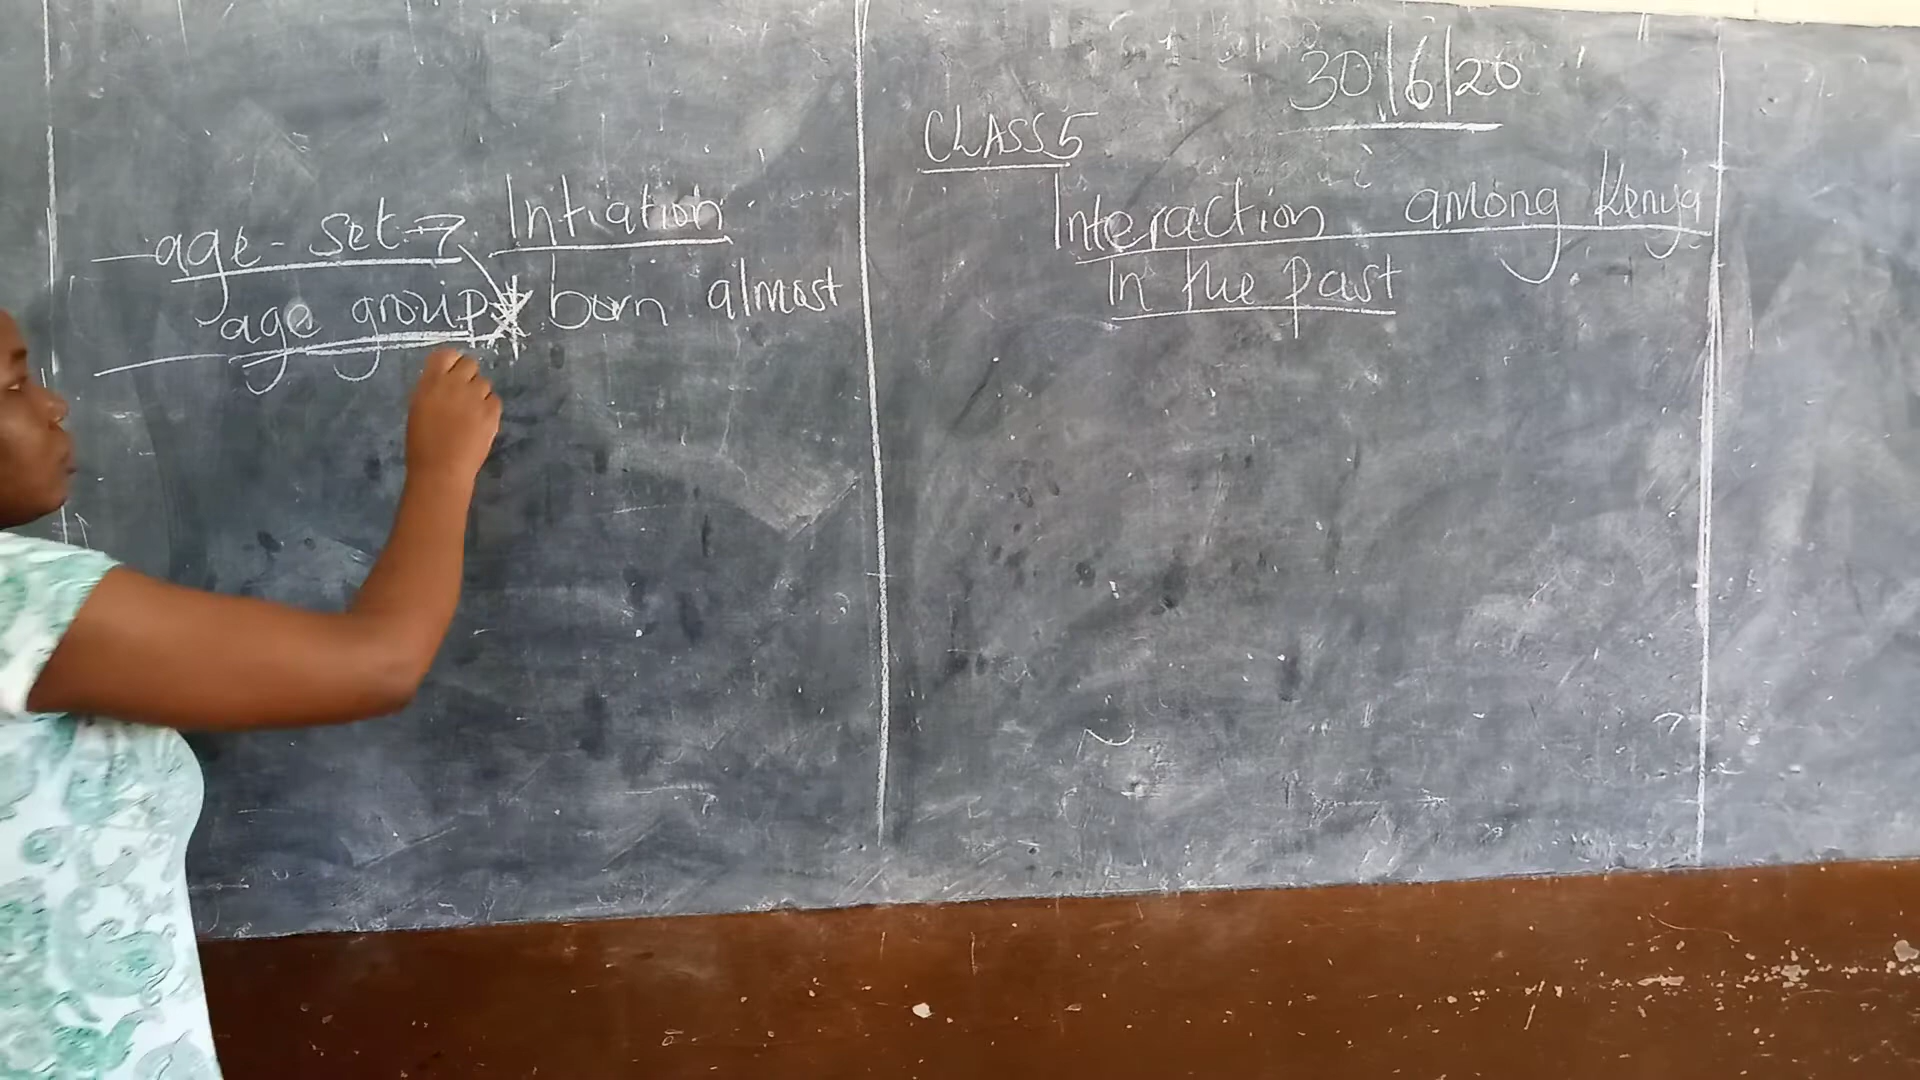 age-set → Intiation
age group born almost
30/6/20
CLASS 5
Interaction among Kenya
In the past